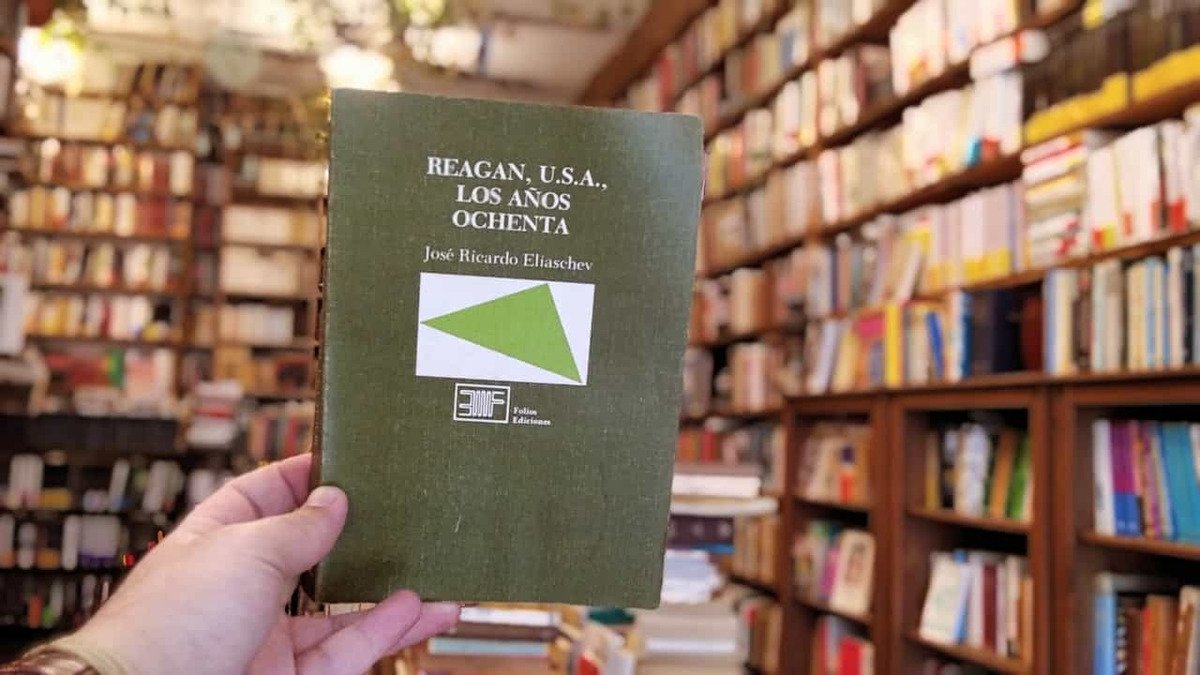 REAGAN, U.S.A.,
LOS AÑOS
OCHENTA
José Ricardo Eliaschev
Folios
Ediciones